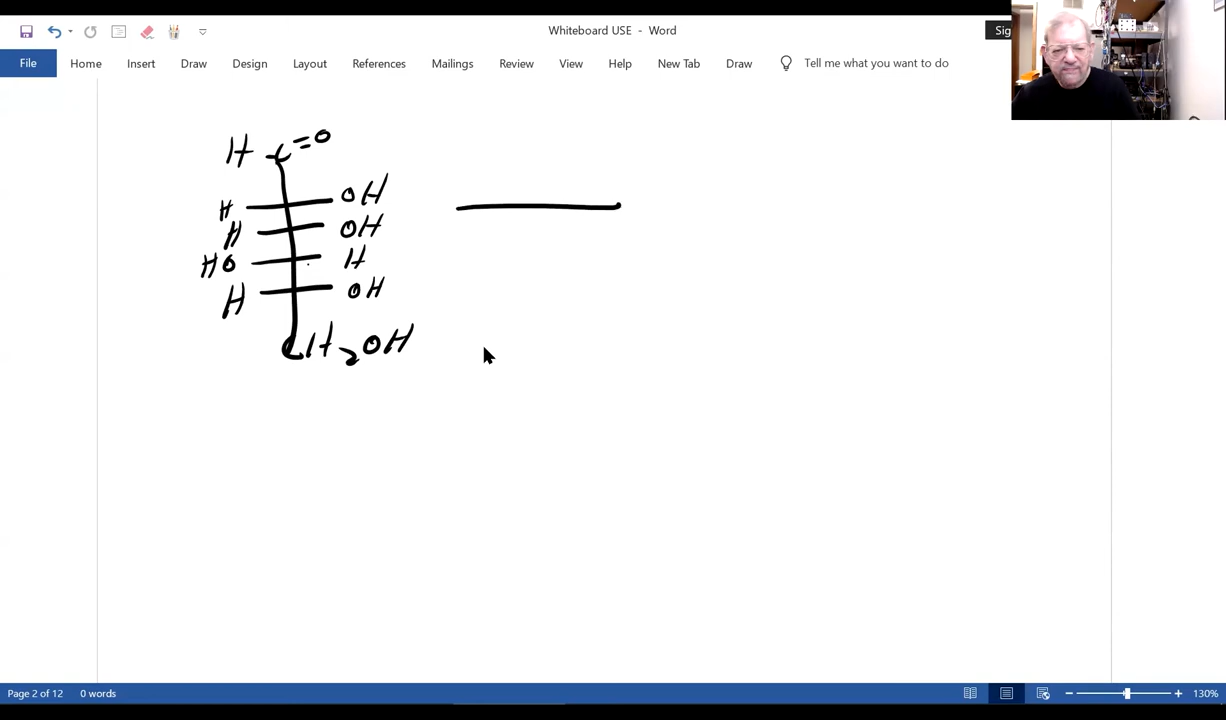 Whiteboard USE - Word
File Home Insert Draw Design Layout References Mailings Review View Help New Tab Draw Tell me what you want to do
H C=O
H OH
H OH
HO H
H OH
CH2OH
Page 2 of 12 0 words 130%